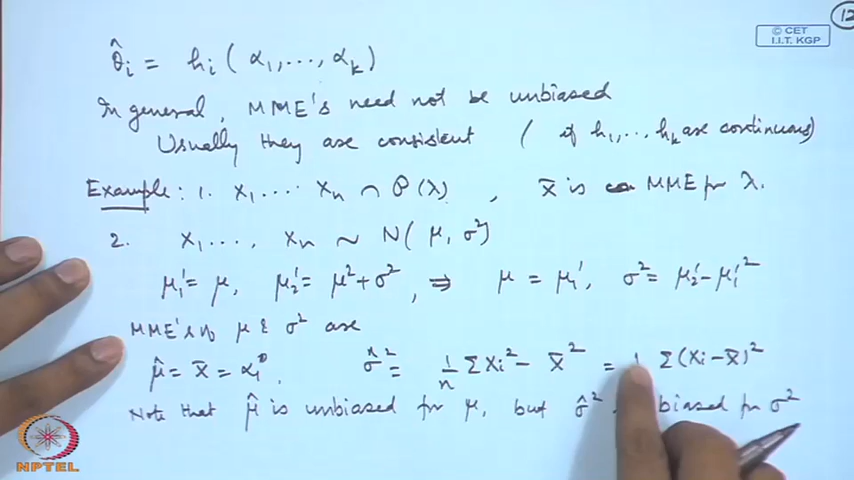 12
© CET
I.I.T. KGP
θ̂ᵢ = hᵢ ( α₁, ..., αₖ )
In general, MME's need not be unbiased
Usually they are consistent ( if h₁, ... hₖ are continuous)
Example : 1. X₁ .... Xₙ ∩ P(λ) , X̄ is MME for λ.
2. X₁ ..., Xₙ ~ N( μ, σ²)
μ₁' = μ, μ₂' = μ² + σ² , ⇒ μ = μ₁', σ² = μ₂' − μ₁'²
MME's of μ & σ² are
μ̂ = X̄ = α₁ . σ̂² = 1/n ΣXᵢ² − X̄² = Σ(Xᵢ − X̄)²
Note that μ̂ is unbiased for μ, but σ̂² biased for σ²
NPTEL